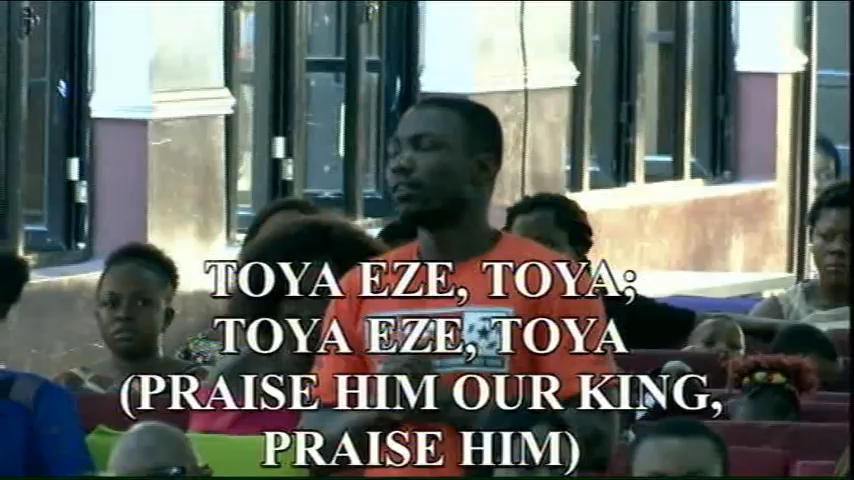 TOYA EZE, TOYA;
TOYA EZE, TOYA
(PRAISE HIM OUR KING,
PRAISE HIM)